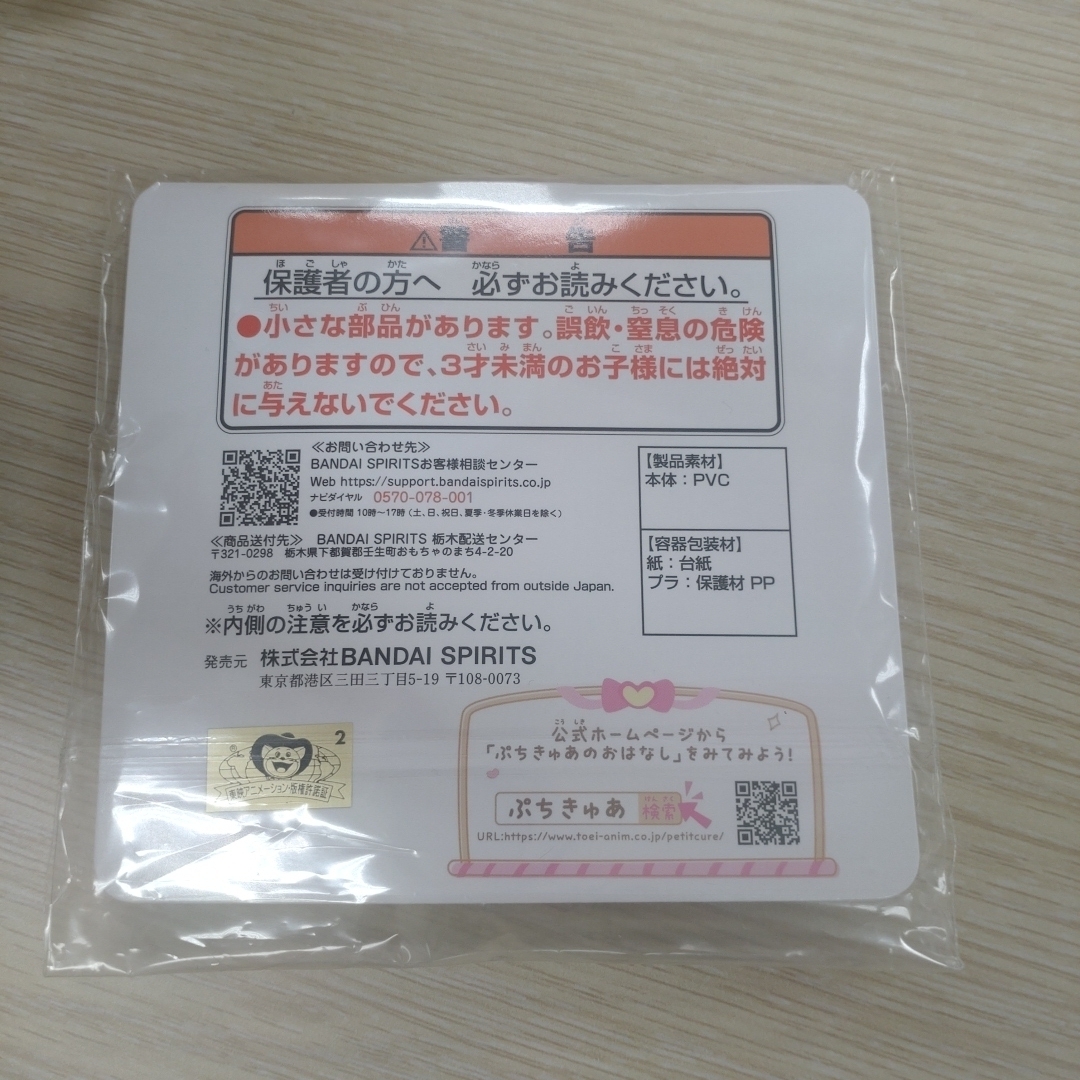 ⚠警告
保護者の方へ 必ずお読みください。
●小さな部品があります。誤飲・窒息の危険
がありますので、3才未満のお子様には絶対
に与えないでください。
≪お問い合わせ先≫
BANDAI SPIRITSお客様相談センター
Web https://support.bandaispirits.co.jp
ナビダイヤル 0570-078-001
●受付時間 10時~17時(土、日、祝日、夏季・冬季休業日を除く)
≪商品送付先≫ BANDAI SPIRITS 栃木配送センター
〒321-0298 栃木県下都賀郡壬生町おもちゃのまち4-2-20
海外からのお問い合わせは受け付けておりません。
Customer service inquiries are not accepted from outside Japan.
※内側の注意を必ずお読みください。
発売元 株式会社BANDAI SPIRITS
東京都港区三田三丁目5-19 〒108-0073
【製品素材】
本体:PVC
【容器包装材】
紙:台紙
プラ:保護材 PP
2
®
東映アニメーション・版権許諾証
公式ホームページから
「ぷちきゅあのおはなし」をみてみよう!
ぷちきゅあ 検索
URL:https://www.toei-anim.co.jp/petitcure/